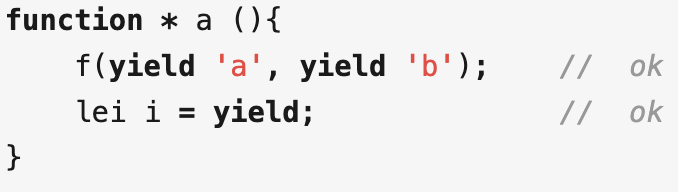 function * a (){
    f(yield 'a', yield 'b');    //  ok
    lei i = yield;              //  ok
}